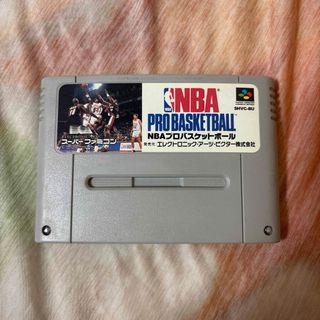 NBA
PRO BASKETBALL
NBAプロバスケットボール
発売元 エレクトロニック・アーツ・ビクター株式会社
スーパーファミコン
SHVC-BU